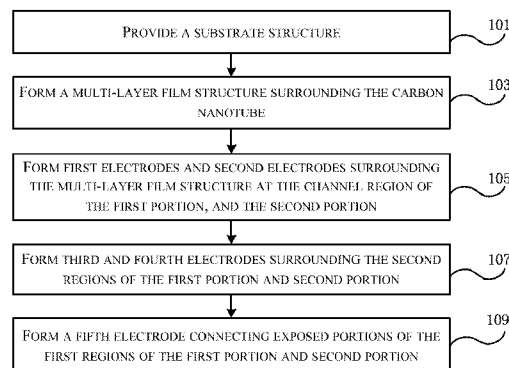 PROVIDE A SUBSTRATE STRUCTURE
101
FORM A MULTI-LAYER FILM STRUCTURE SURROUNDING THE CARBON
NANOTUBE
103
FORM FIRST ELECTRODES AND SECOND ELECTRODES SURROUNDING
THE MULTI-LAYER FILM STRUCTURE AT THE CHANNEL REGION OF
THE FIRST PORTION, AND THE SECOND PORTION
105
FORM THIRD AND FOURTH ELECTRODES SURROUNDING THE SECOND
REGIONS OF THE FIRST PORTION AND SECOND PORTION
107
FORM A FIFTH ELECTRODE CONNECTING EXPOSED PORTIONS OF THE
FIRST REGIONS OF THE FIRST PORTION AND SECOND PORTION
109